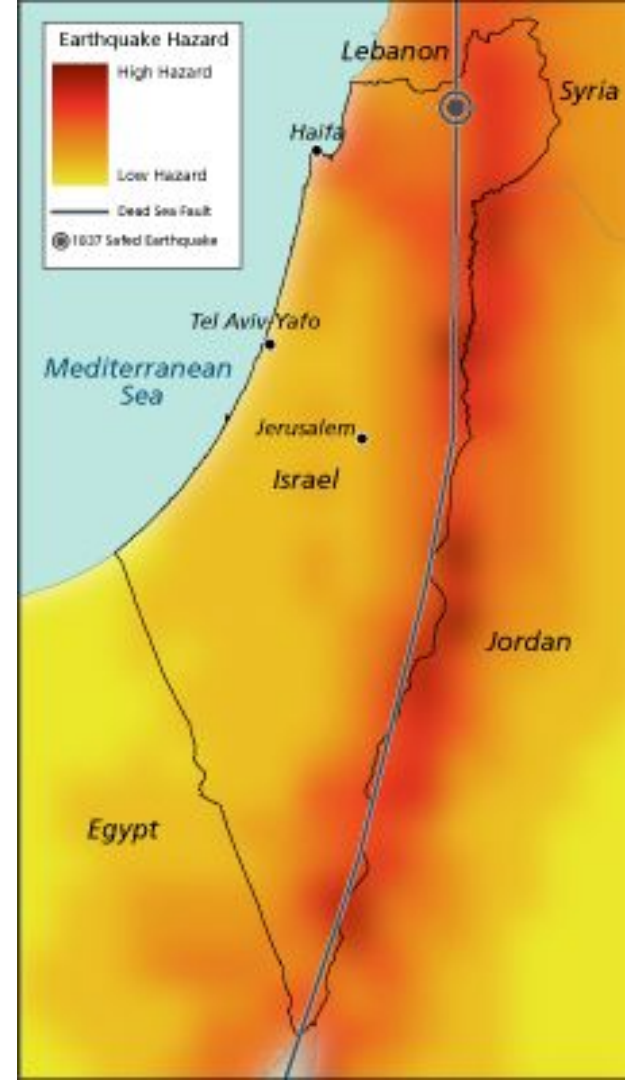 Earthquake Hazard
High Hazard
Low Hazard
Dead Sea Fault
1837 Safed Earthquake
Lebanon
Syria
Haifa
Tel Aviv-Yafo
Mediterranean
Sea
Jerusalem
Israel
Jordan
Egypt